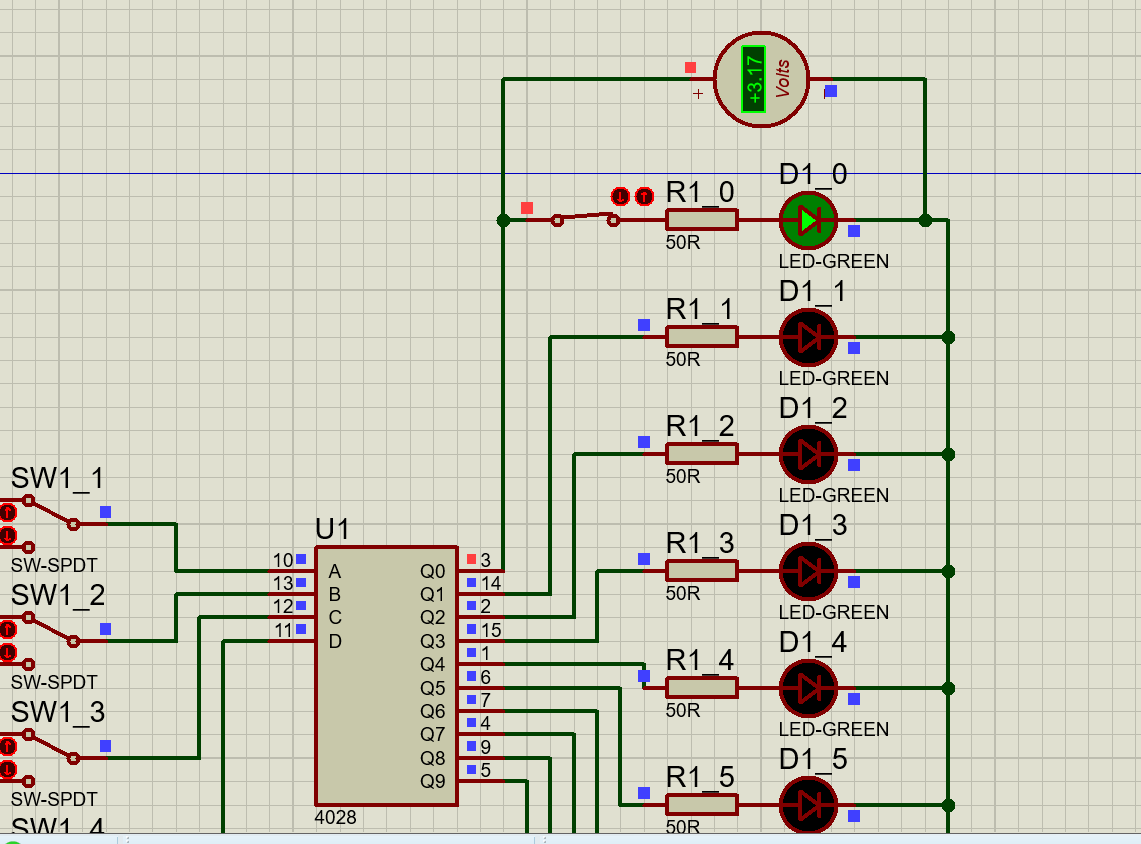 +3.17
Volts
+
D1_0
R1_0
50R
LED-GREEN
D1_1
R1_1
50R
LED-GREEN
D1_2
R1_2
50R
LED-GREEN
D1_3
R1_3
50R
LED-GREEN
D1_4
R1_4
50R
LED-GREEN
D1_5
R1_5
50R
SW1_1
SW-SPDT
SW1_2
SW-SPDT
SW1_3
SW-SPDT
SW1_4
U1
10 A Q0 3
13 B Q1 14
12 C Q2 2
11 D Q3 15
Q4 1
Q5 6
Q6 7
Q7 4
Q8 9
Q9 5
4028